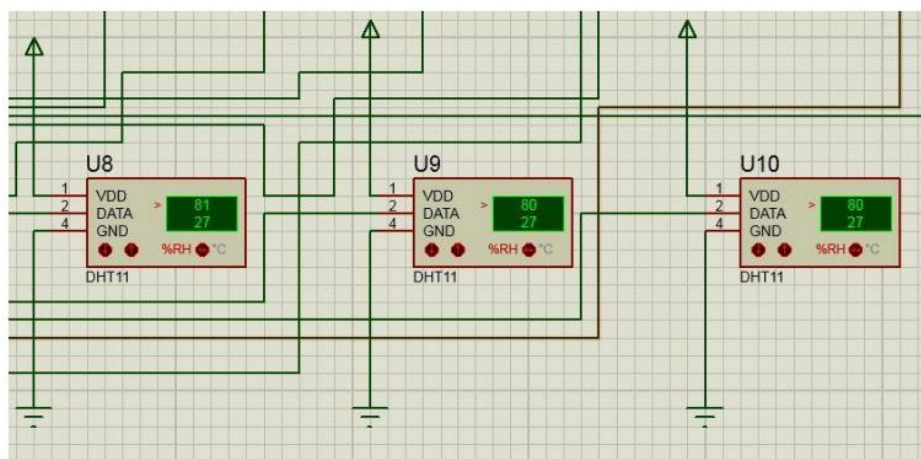 U8
1 VDD
2 DATA
4 GND
> 81
27
%RH °C
DHT11
U9
1 VDD
2 DATA
4 GND
> 80
27
%RH °C
DHT11
U10
1 VDD
2 DATA
4 GND
> 80
27
%RH °C
DHT11